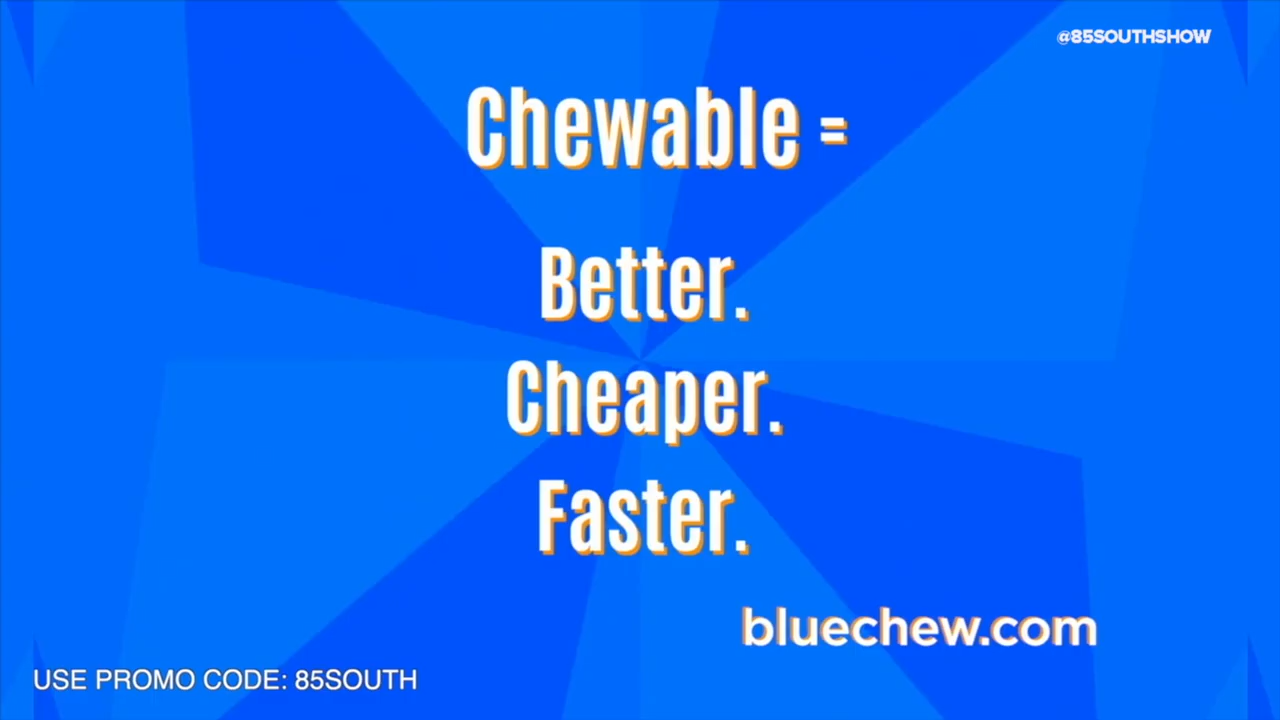 @85SOUTHSHOW
Chewable =
Better.
Cheaper.
Faster.
bluechew.com
USE PROMO CODE: 85SOUTH